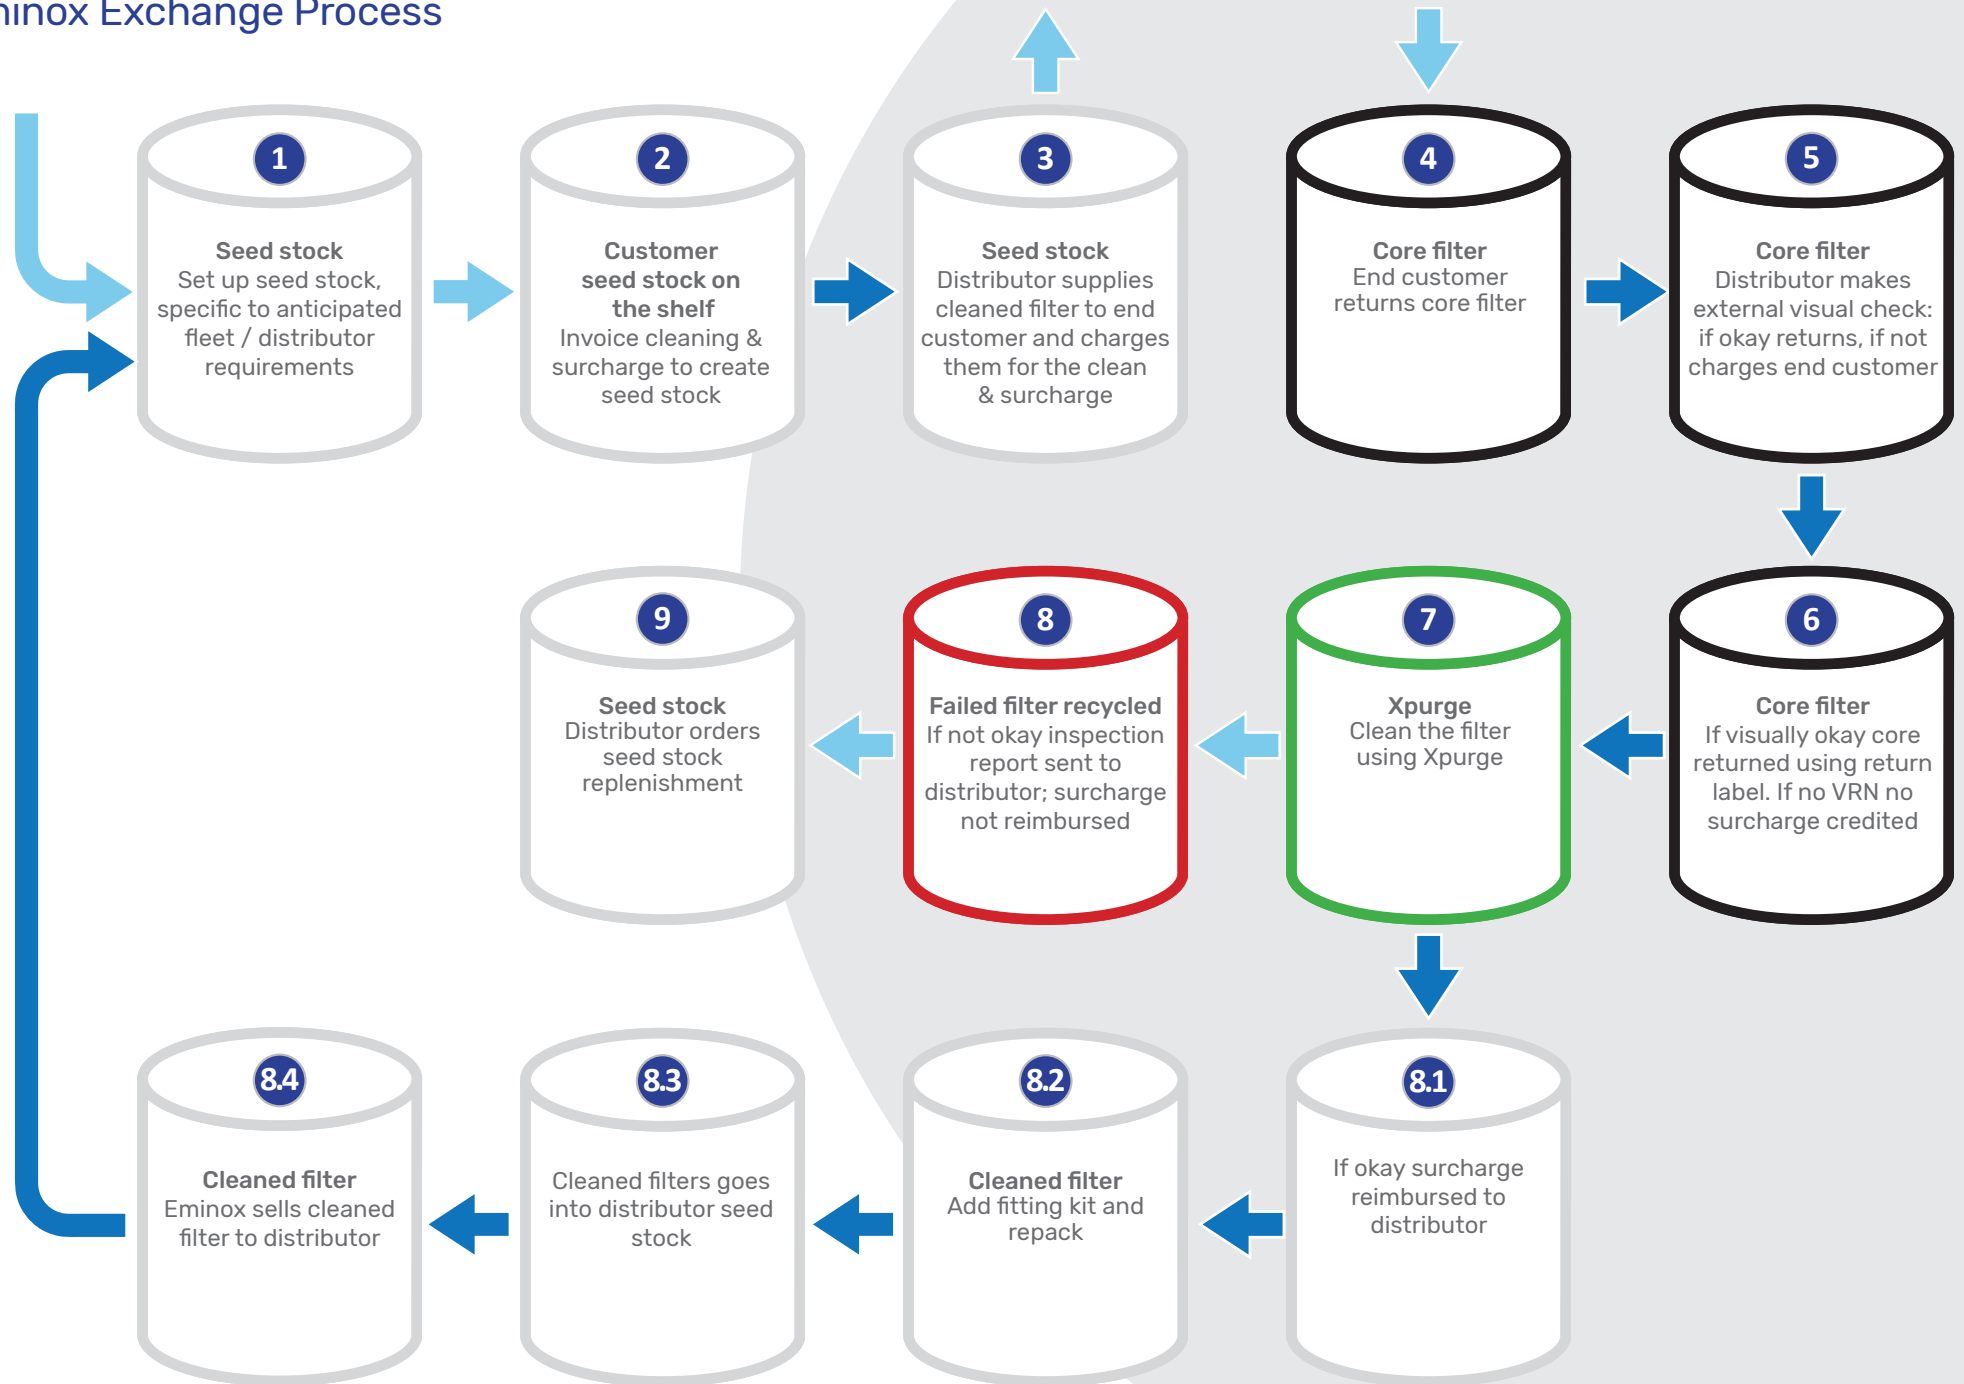 ninox Exchange Process
1
Seed stock
Set up seed stock,
specific to anticipated
fleet / distributor
requirements
2
Customer
seed stock on
the shelf
Invoice cleaning &
surcharge to create
seed stock
3
Seed stock
Distributor supplies
cleaned filter to end
customer and charges
them for the clean
& surcharge
4
Core filter
End customer
returns core filter
5
Core filter
Distributor makes
external visual check:
if okay returns, if not
charges end customer
9
Seed stock
Distributor orders
seed stock
replenishment
8
Failed filter recycled
If not okay inspection
report sent to
distributor; surcharge
not reimbursed
7
Xpurge
Clean the filter
using Xpurge
6
Core filter
If visually okay core
returned using return
label. If no VRN no
surcharge credited
8.4
Cleaned filter
Eminox sells cleaned
filter to distributor
8.3
Cleaned filters goes
into distributor seed
stock
8.2
Cleaned filter
Add fitting kit and
repack
8.1
If okay surcharge
reimbursed to
distributor